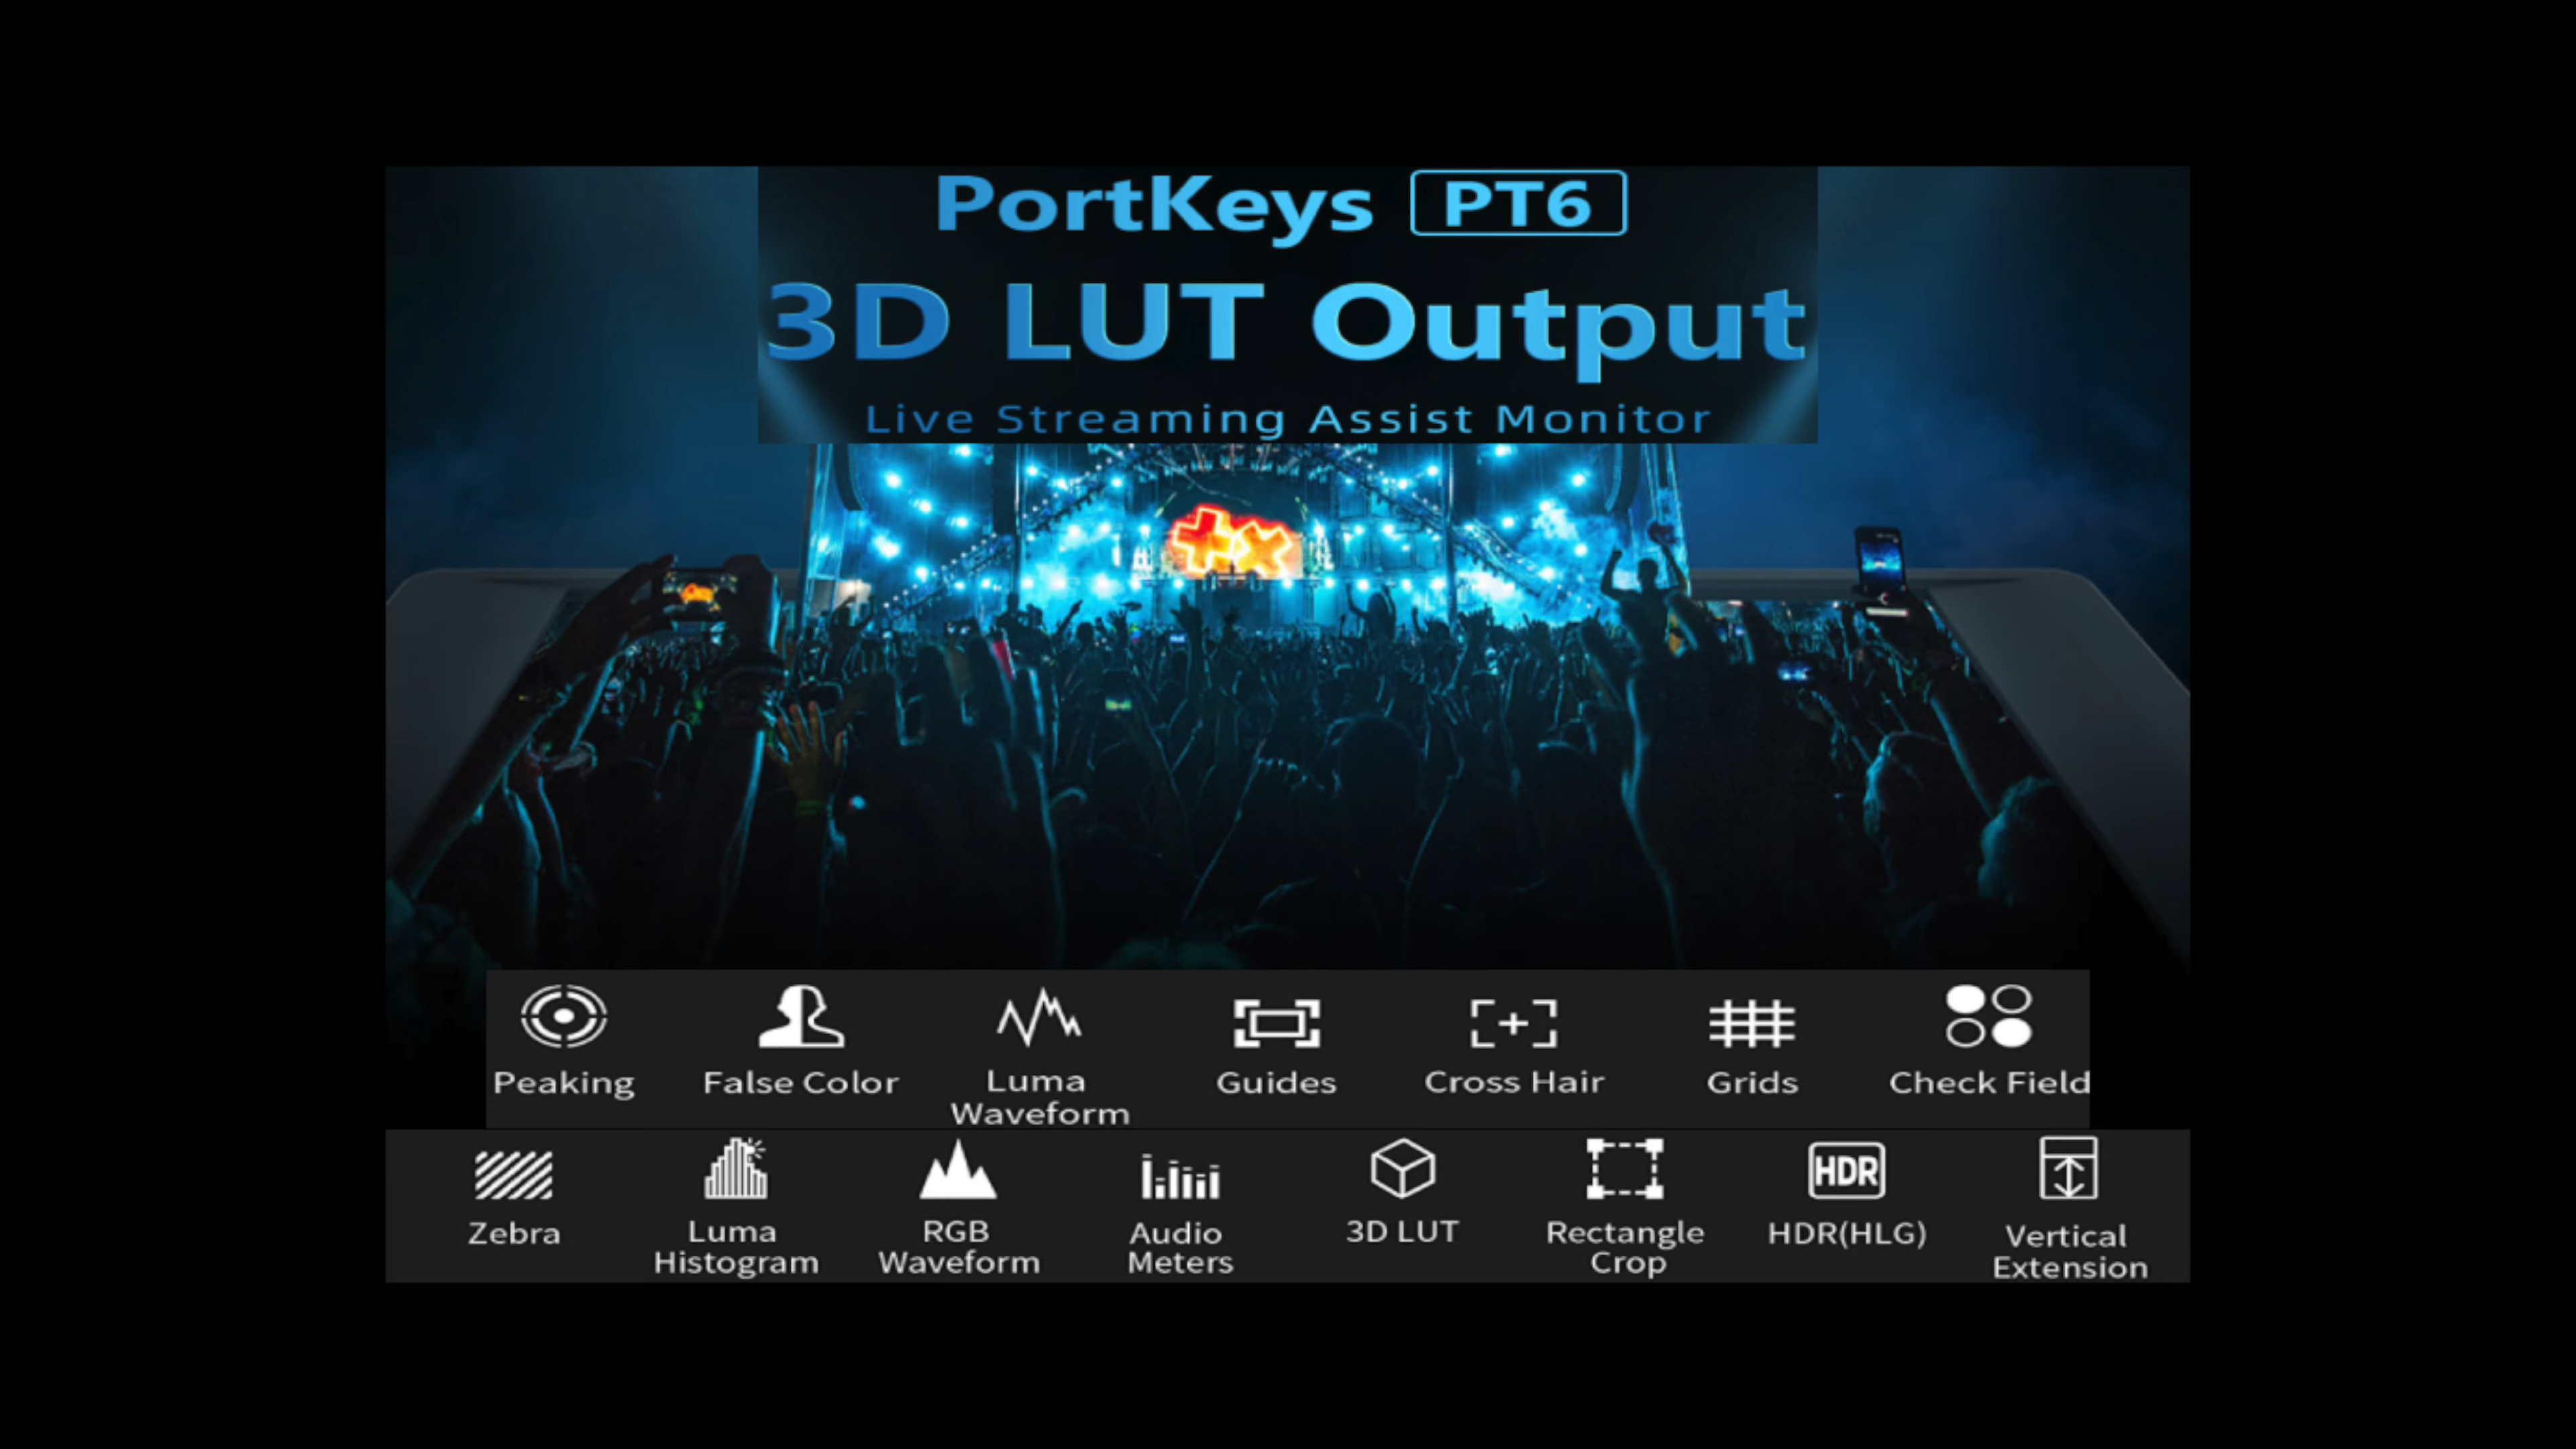 PortKeys PT6
3D LUT Output
Live Streaming Assist Monitor
Peaking
False Color
Luma
Waveform
Guides
Cross Hair
Grids
Check Field
Zebra
Luma
Histogram
RGB
Waveform
Audio
Meters
3D LUT
Rectangle
Crop
HDR
HDR(HLG)
Vertical
Extension